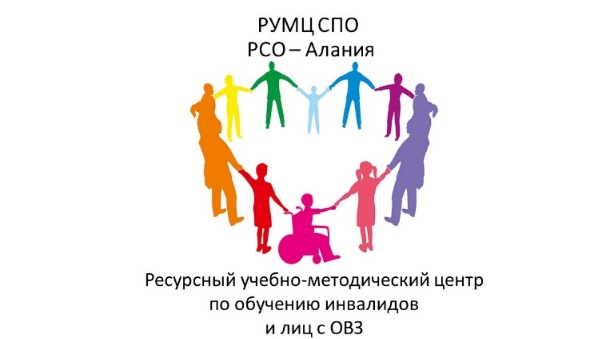 РУМЦ СПО
РСО – Алания
Ресурсный учебно-методический центр
по обучению инвалидов
и лиц с ОВЗ